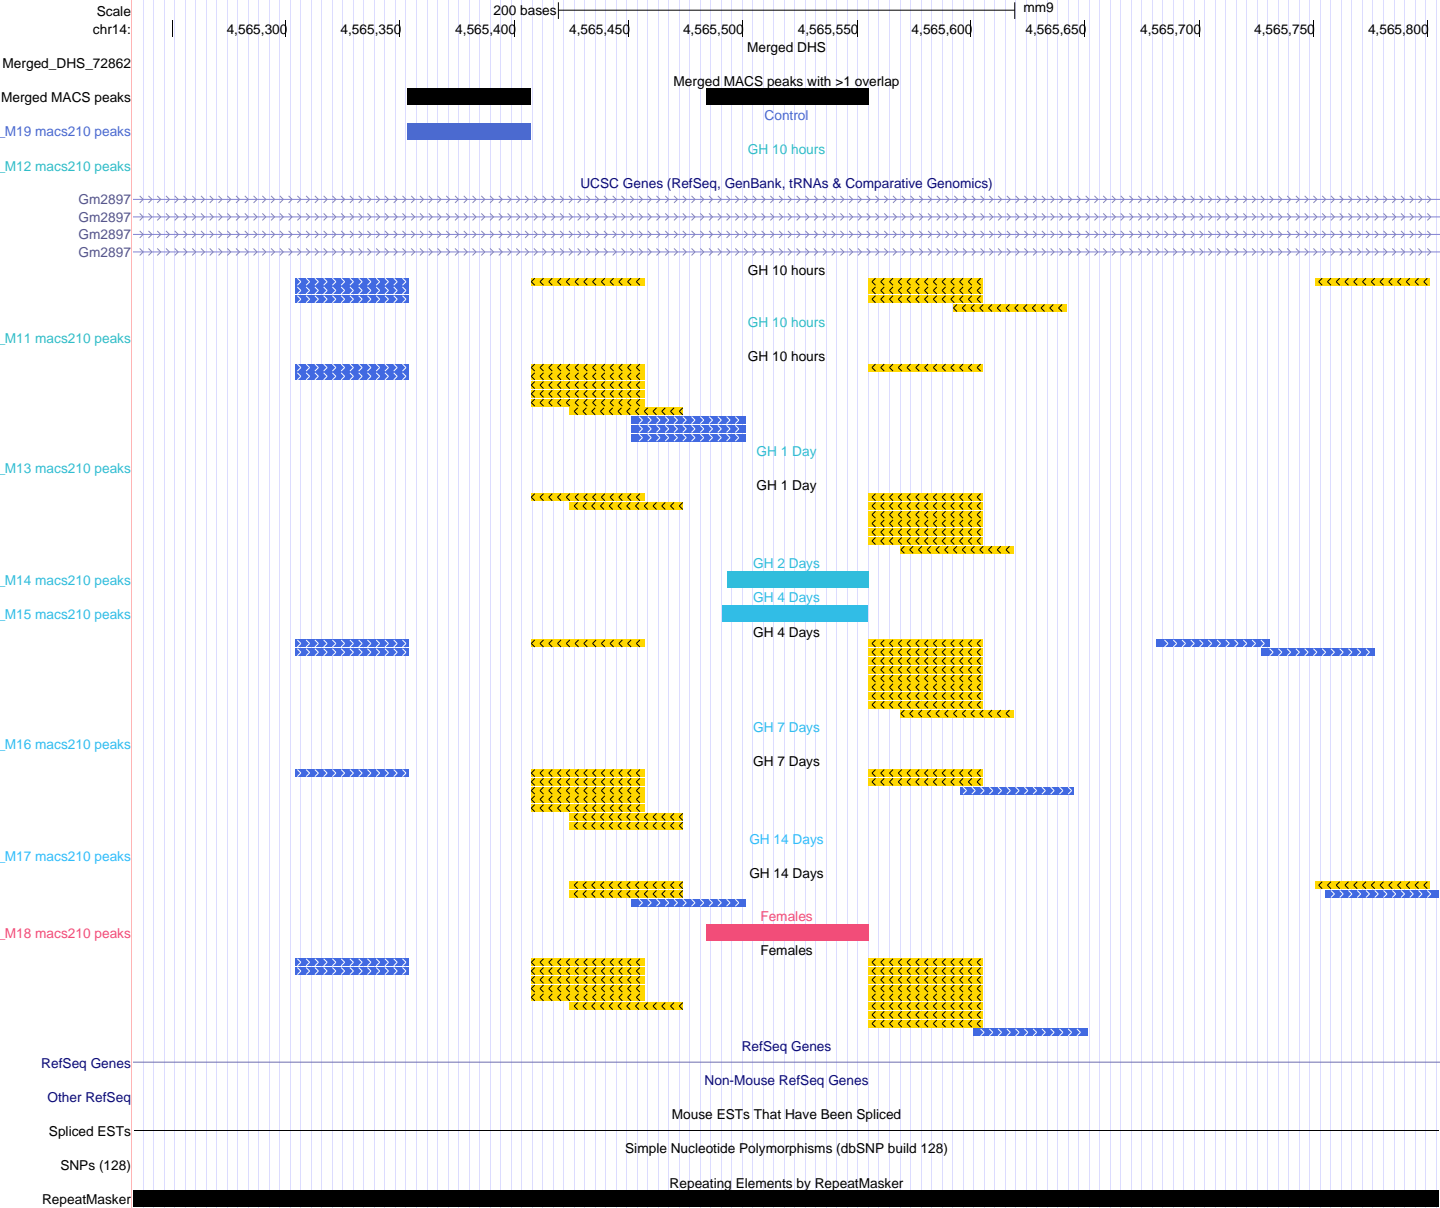 Scale 200 bases mm9
chr14: 4,565,300 4,565,350 4,565,400 4,565,450 4,565,500 4,565,550 4,565,600 4,565,650 4,565,700 4,565,750 4,565,800
Merged DHS
Merged_DHS_72862
Merged MACS peaks with >1 overlap
Merged MACS peaks
Control
_M19 macs210 peaks
GH 10 hours
_M12 macs210 peaks
UCSC Genes (RefSeq, GenBank, tRNAs & Comparative Genomics)
Gm2897
Gm2897
Gm2897
Gm2897
GH 10 hours
GH 10 hours
_M11 macs210 peaks
GH 10 hours
GH 1 Day
_M13 macs210 peaks
GH 1 Day
GH 2 Days
_M14 macs210 peaks
GH 4 Days
_M15 macs210 peaks
GH 4 Days
GH 7 Days
_M16 macs210 peaks
GH 7 Days
GH 14 Days
_M17 macs210 peaks
GH 14 Days
Females
_M18 macs210 peaks
Females
RefSeq Genes
RefSeq Genes
Non-Mouse RefSeq Genes
Other RefSeq
Mouse ESTs That Have Been Spliced
Spliced ESTs
Simple Nucleotide Polymorphisms (dbSNP build 128)
SNPs (128)
Repeating Elements by RepeatMasker
RepeatMasker